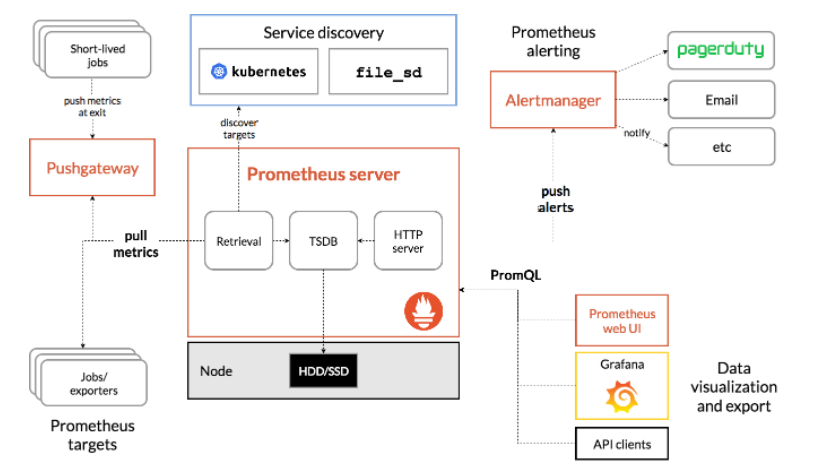 Short-lived
jobs
push metrics
at exit
Pushgateway
Service discovery
kubernetes
file_sd
discover
targets
Prometheus
alerting
Alertmanager
pagerduty
Email
notify
etc
push
alerts
Prometheus server
Retrieval
TSDB
HTTP
server
pull
metrics
Node
HDD/SSD
Jobs/
exporters
Prometheus
targets
PromQL
Prometheus
web UI
Grafana
API clients
Data
visualization
and export